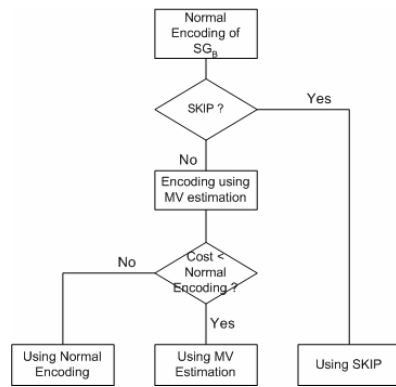 Normal
Encoding of
SG_B
SKIP ?
Yes
No
Encoding using
MV estimation
Cost <
Normal
Encoding ?
No
Yes
Using Normal
Encoding
Using MV
Estimation
Using SKIP